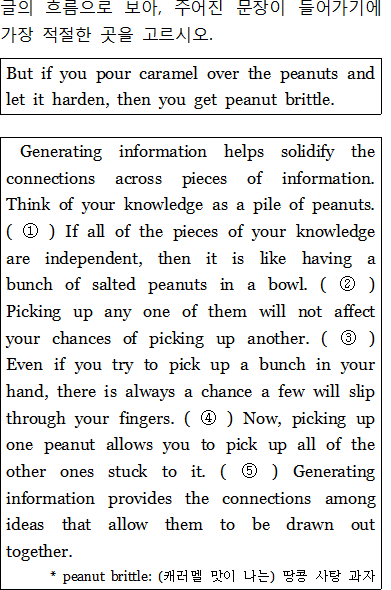 글의 흐름으로 보아, 주어진 문장이 들어가기에
가장 적절한 곳을 고르시오.
But if you pour caramel over the peanuts and
let it harden, then you get peanut brittle.
Generating information helps solidify the
connections across pieces of information.
Think of your knowledge as a pile of peanuts.
( ① ) If all of the pieces of your knowledge
are independent, then it is like having a
bunch of salted peanuts in a bowl. ( ② )
Picking up any one of them will not affect
your chances of picking up another. ( ③ )
Even if you try to pick up a bunch in your
hand, there is always a chance a few will slip
through your fingers. ( ④ ) Now, picking up
one peanut allows you to pick up all of the
other ones stuck to it. ( ⑤ ) Generating
information provides the connections among
ideas that allow them to be drawn out
together.
* peanut brittle: (캐러멜 맛이 나는) 땅콩 사탕 과자